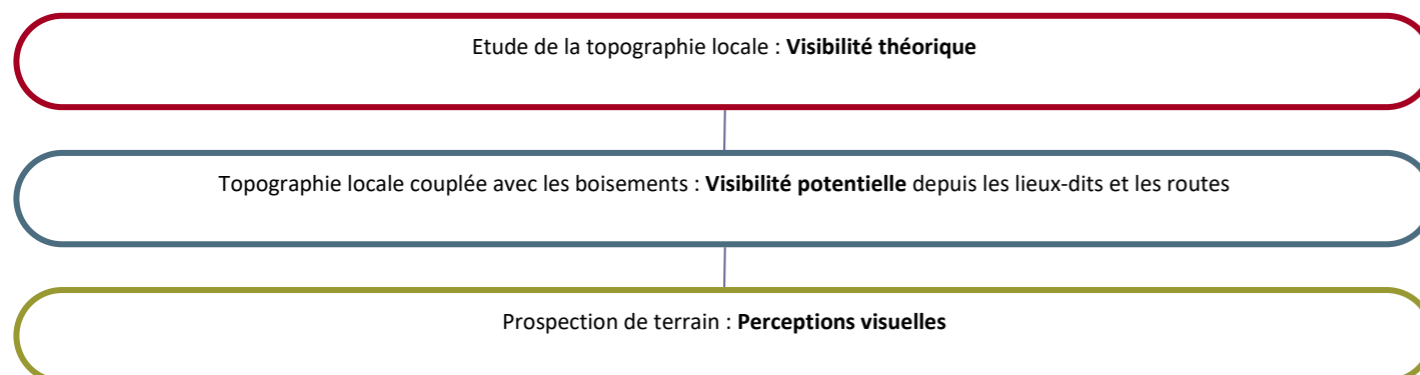 Etude de la topographie locale : Visibilité théorique
Topographie locale couplée avec les boisements : Visibilité potentielle depuis les lieux-dits et les routes
Prospection de terrain : Perceptions visuelles